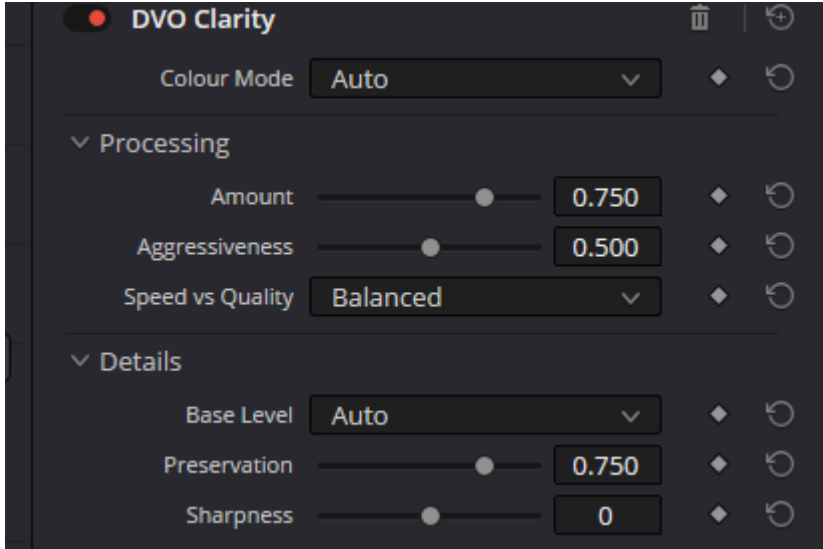 DVO Clarity
Colour Mode Auto
Processing
Amount 0.750
Aggressiveness 0.500
Speed vs Quality Balanced
Details
Base Level Auto
Preservation 0.750
Sharpness 0